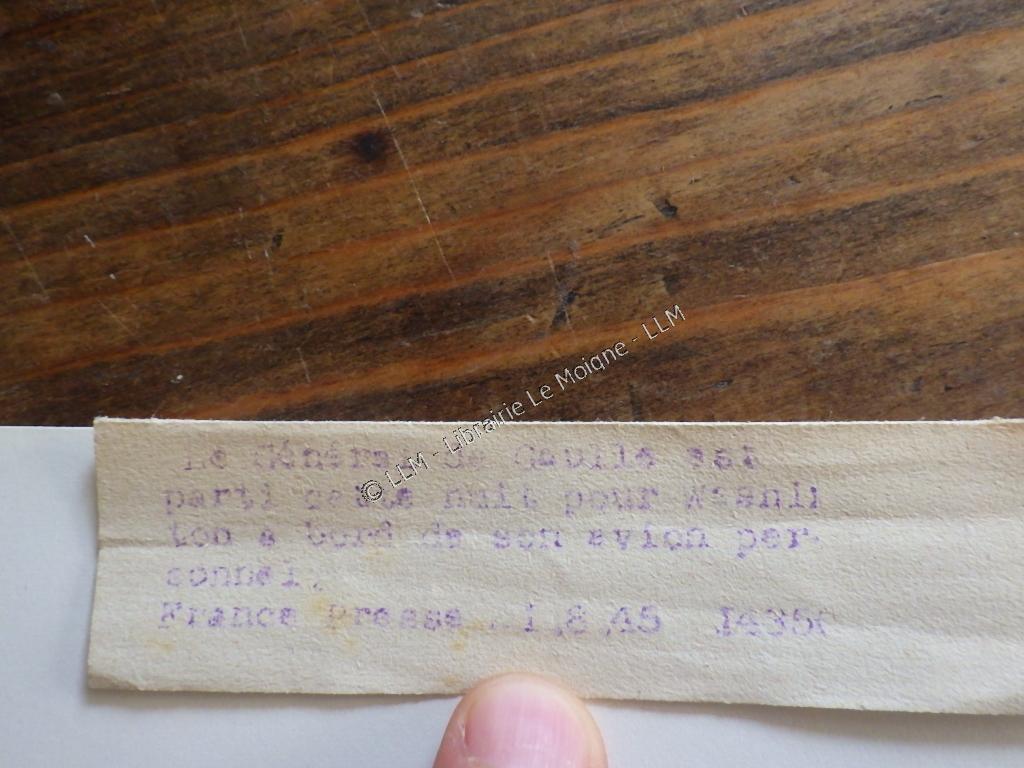 Le Général de Gaulle est
parti cette nuit pour
ton a bord de son avion per
sonnel.
France Presse 1.8.45
© LLM - Librairie Le Moigne - LLM